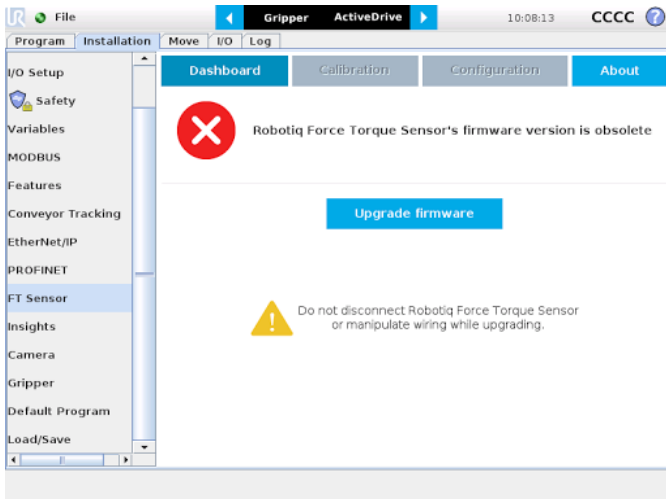 UR File Gripper ActiveDrive 10:08:13 CCCC ?
Program Installation Move I/O Log
I/O Setup
Safety
Variables
MODBUS
Features
Conveyor Tracking
EtherNet/IP
PROFINET
FT Sensor
Insights
Camera
Gripper
Default Program
Load/Save
Dashboard Calibration Configuration About
Robotiq Force Torque Sensor's firmware version is obsolete
Upgrade firmware
Do not disconnect Robotiq Force Torque Sensor
or manipulate wiring while upgrading.